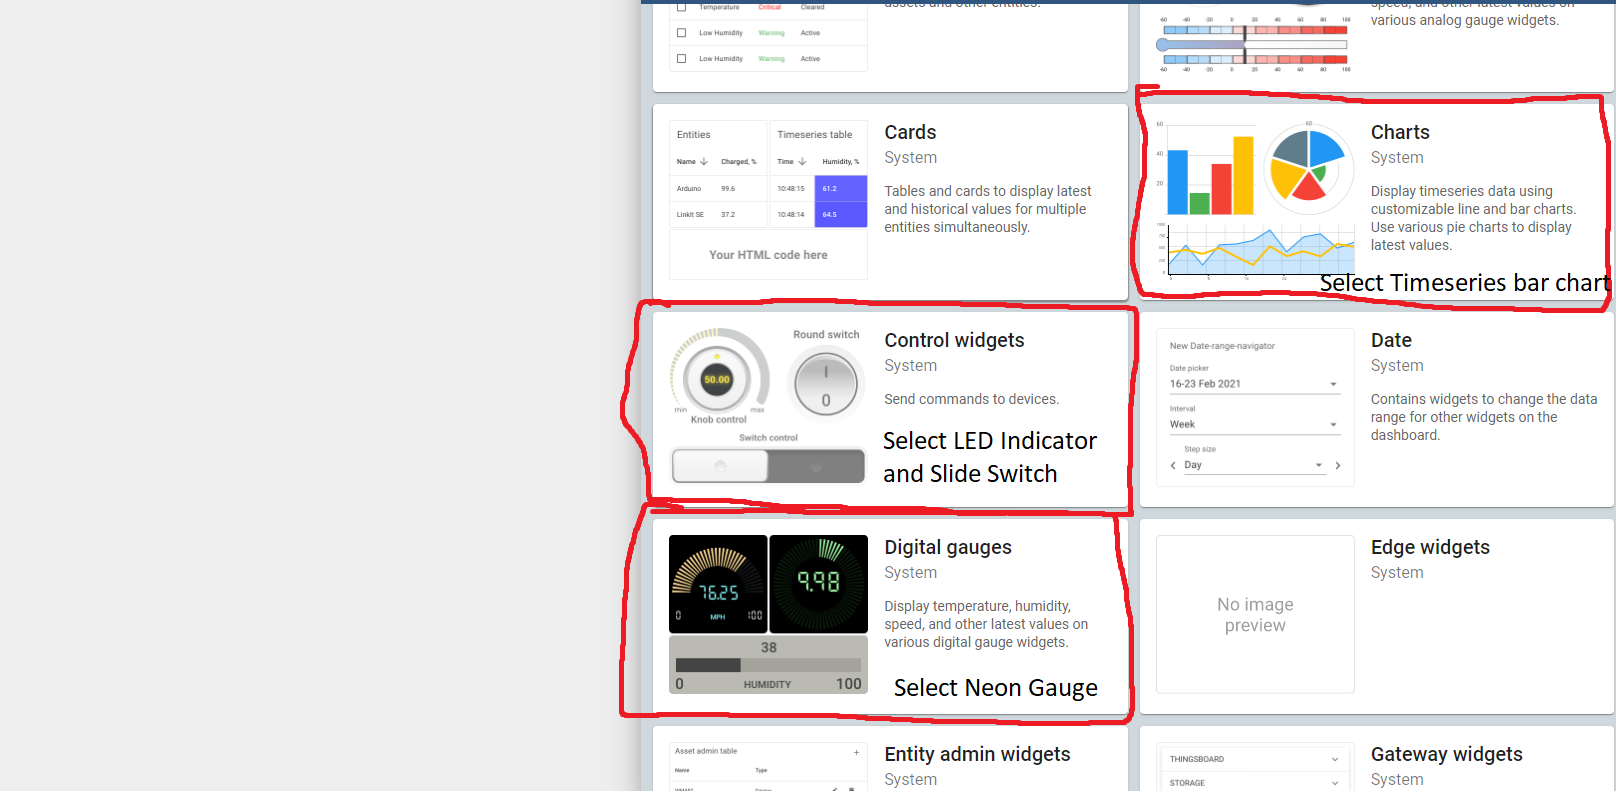 assets and other entities.
Temperature Critical Cleared
Low Humidity Warning Active
Low Humidity Warning Active
speed, and other latest values on
various analog gauge widgets.
-60 -40 -20 0 20 40 60 80 100
-60 -40 -20 0 20 40 60 80 100
Entities
Name Charged, %
Arduino 99.6
LinkIt SE 37.2
Timeseries table
Time Humidity, %
10:48:15 61.2
10:48:14 64.5
Your HTML code here
Cards
System
Tables and cards to display latest
and historical values for multiple
entities simultaneously.
60
40
20
60
Charts
System
Display timeseries data using
customizable line and bar charts.
Use various pie charts to display
latest values.
Select Timeseries bar chart
50.00
min max
Knob control
Round switch
Switch control
Control widgets
System
Send commands to devices.
Select LED Indicator
and Slide Switch
New Date-range-navigator
Date picker
16-23 Feb 2021
Interval
Week
Step size
Day
Date
System
Contains widgets to change the data
range for other widgets on the
dashboard.
76.25
0 MPH 100
9.98
38
0 HUMIDITY 100
Digital gauges
System
Display temperature, humidity,
speed, and other latest values on
various digital gauge widgets.
Select Neon Gauge
No image
preview
Edge widgets
System
Asset admin table
Name Type
Entity admin widgets
System
THINGSBOARD
STORAGE
Gateway widgets
System